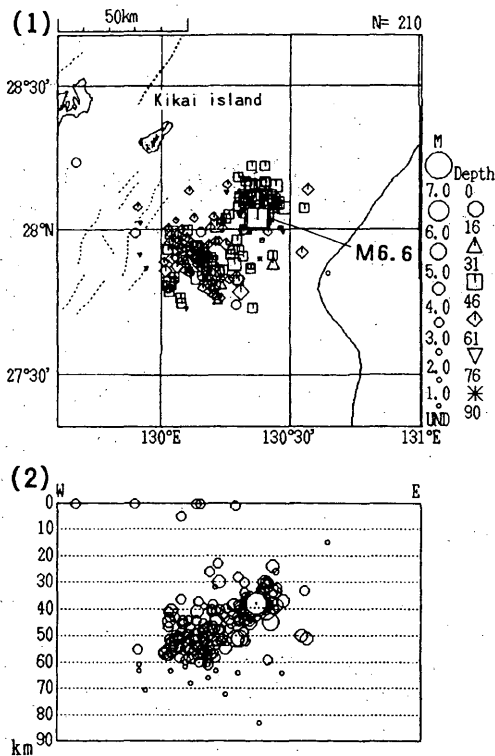 (1)
50km
N= 210
28°30'
Kikai island
28°N
M6.6
27°30'
130°E
130°30'
131°E
M
7.0
6.0
5.0
4.0
3.0
2.0
1.0
UND
Depth
0
16
31
46
61
76
90
(2)
W
E
0
10
20
30
40
50
60
70
80
90
km